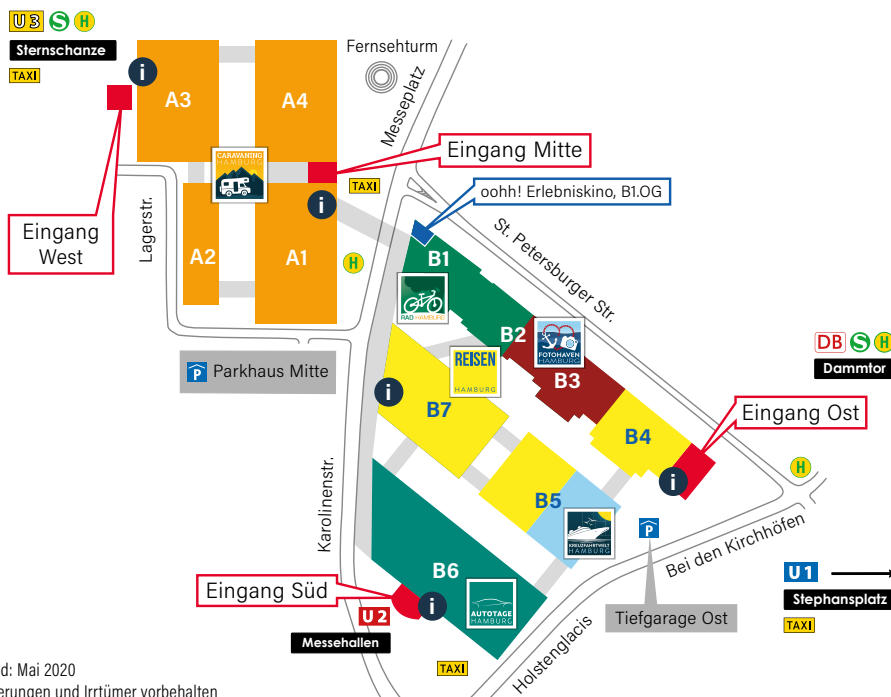 U3 S H
Sternschanze
TAXI
Fernsehturm
Messeplatz
i
A3
A4
CARAVANING
HAMBURG
Eingang Mitte
TAXI
oohh! Erlebniskino, B1.OG
Eingang
West
Lagerstr.
i
A2
A1
H
St. Petersburger Str.
B1
RAD HAMBURG
B2
FOTOHAVEN
HAMBURG
B3
DB S H
Dammtor
P Parkhaus Mitte
REISEN
HAMBURG
i
B7
B4
Eingang Ost
i
H
Karolinenstr.
B5
KREUZFAHRTWELT
HAMBURG
P
Bei den Kirchhöfen
B6
U1
Stephansplatz
TAXI
Eingang Süd
i
AUTOTAGE
HAMBURG
U2
Messehallen
Tiefgarage Ost
Holstenglacis
TAXI
d: Mai 2020
erungen und Irrtümer vorbehalten